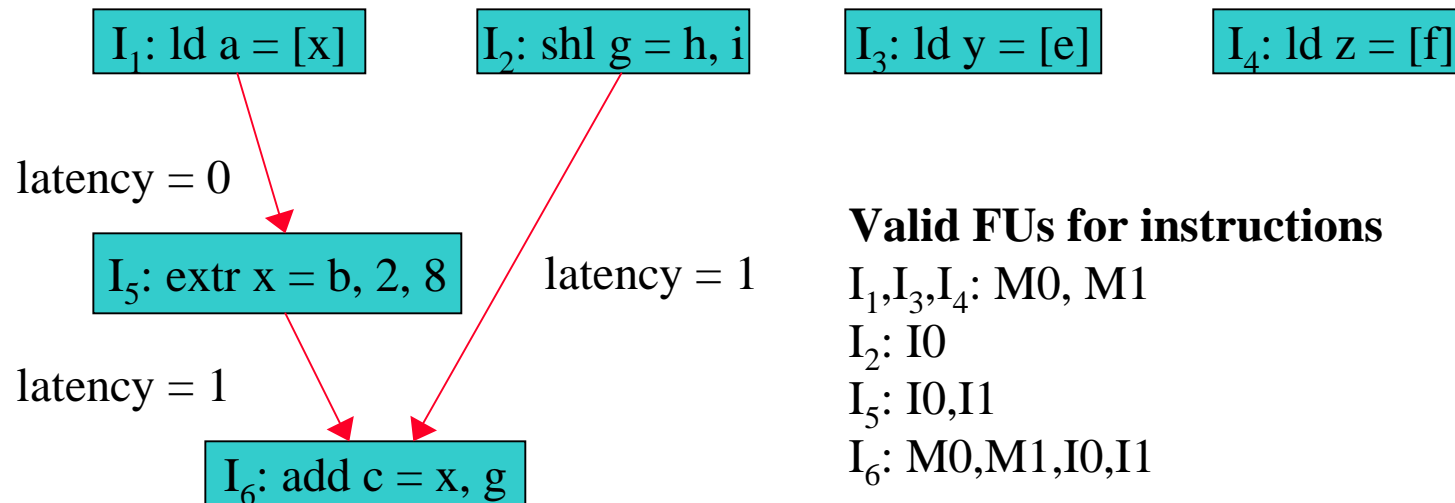 I₁: ld a = [x]
I₂: shl g = h, i
I₃: ld y = [e]
I₄: ld z = [f]
latency = 0
I₅: extr x = b, 2, 8
latency = 1
latency = 1
I₆: add c = x, g
Valid FUs for instructions
I₁,I₃,I₄: M0, M1
I₂: I0
I₅: I0,I1
I₆: M0,M1,I0,I1